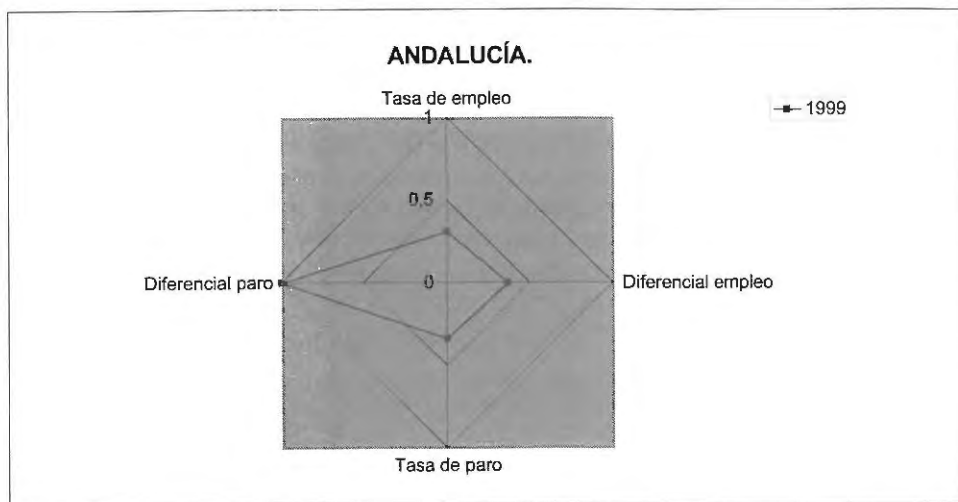 ANDALUCÍA.
Tasa de empleo
1999
1
0,5
Diferencial paro
0
Diferencial empleo
Tasa de paro